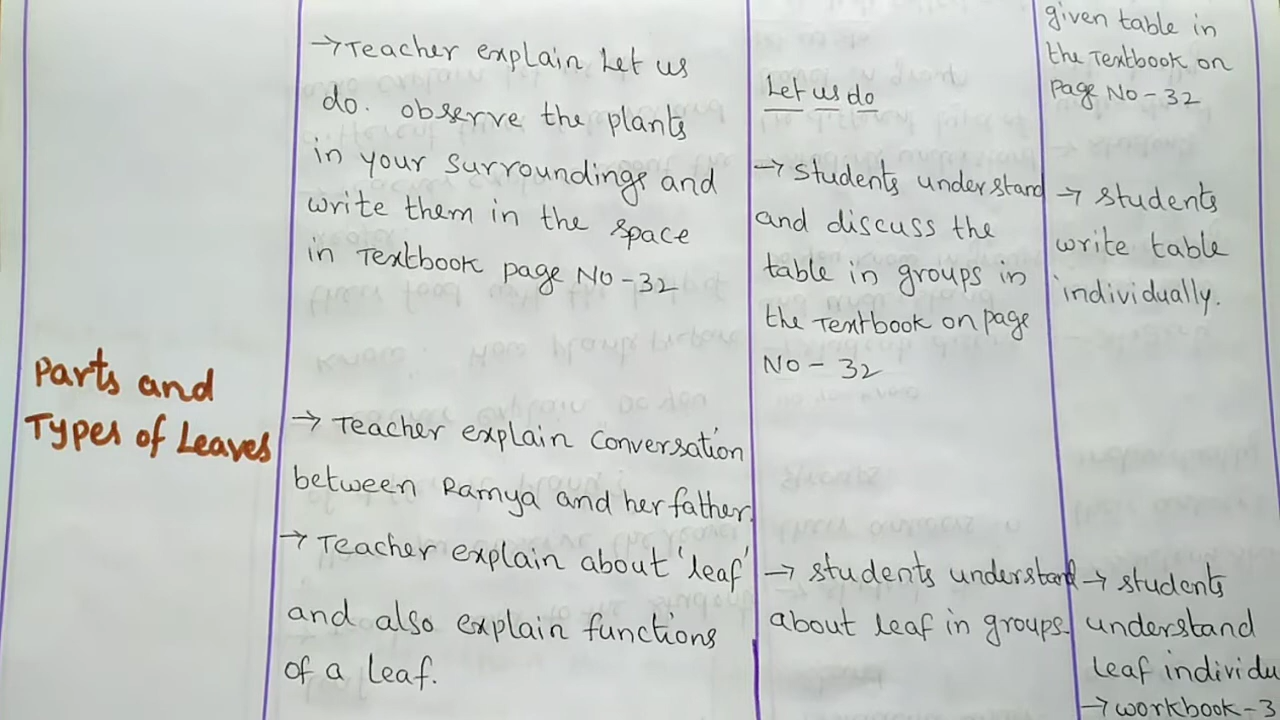 Parts and
Types of Leaves
→ Teacher explain Let us
do. observe the plants
in your surroundings and
write them in the space
in Textbook page No - 32
→ Teacher explain conversation
between Ramya and her father.
→ Teacher explain about 'leaf'
and also explain functions
of a leaf.
Let us do
→ students understand
and discuss the
table in groups in
the Textbook on page
No - 32
→ students understand
about leaf in groups.
given table in
the Textbook on
page No - 32
→ students
write table
individually.
→ students
understand
leaf individu
→ workbook - 3